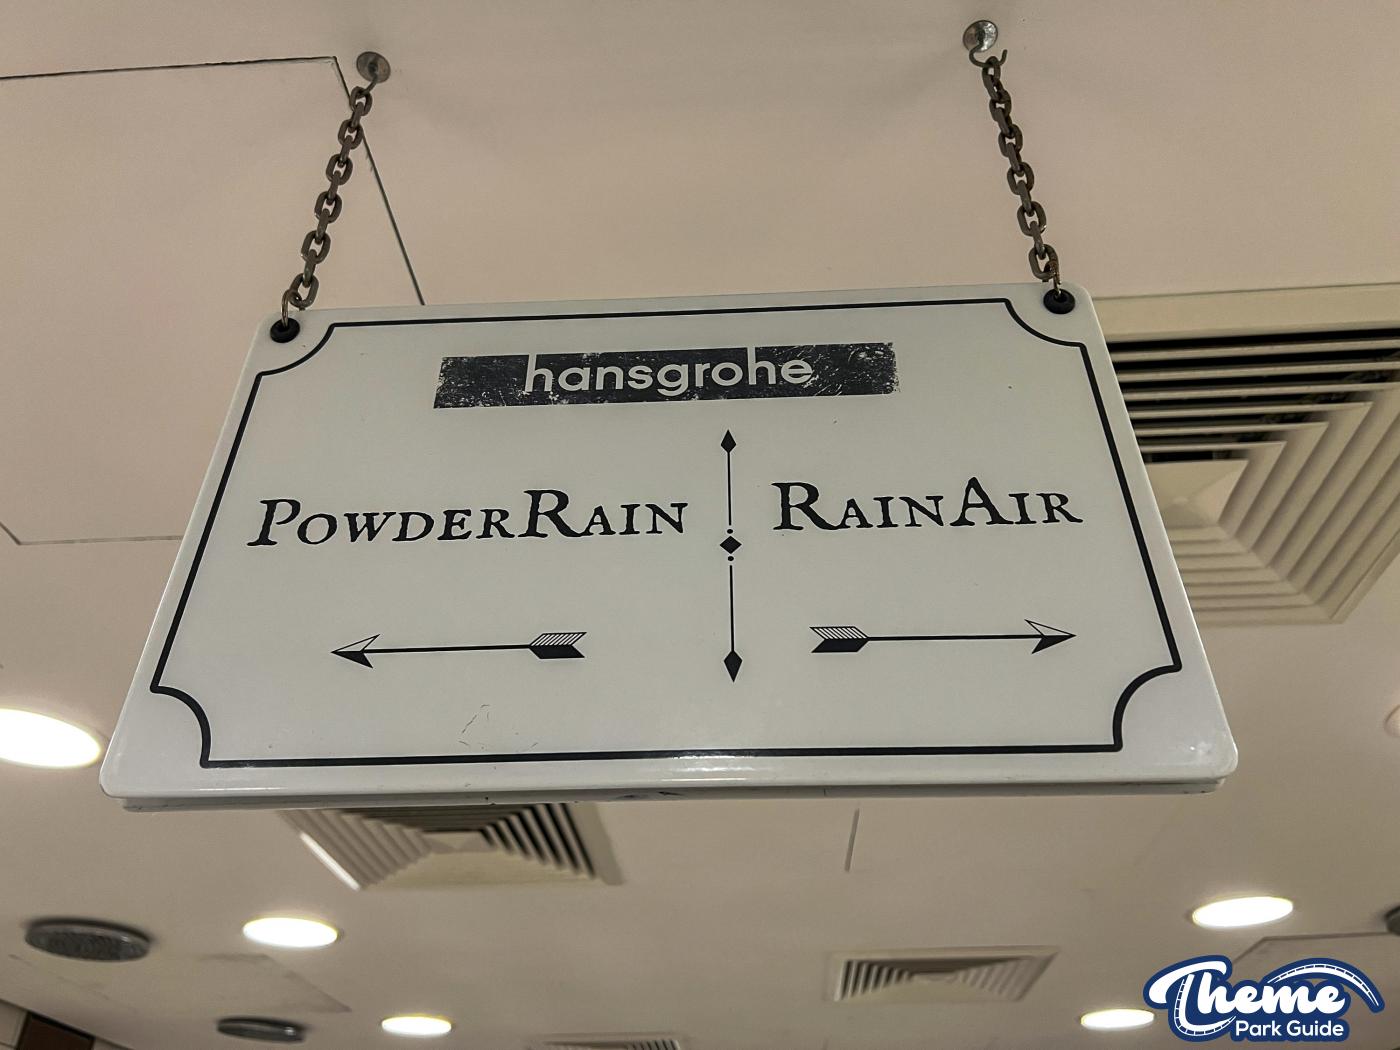 hansgrohe
PowderRain
RainAir
Theme
Park Guide